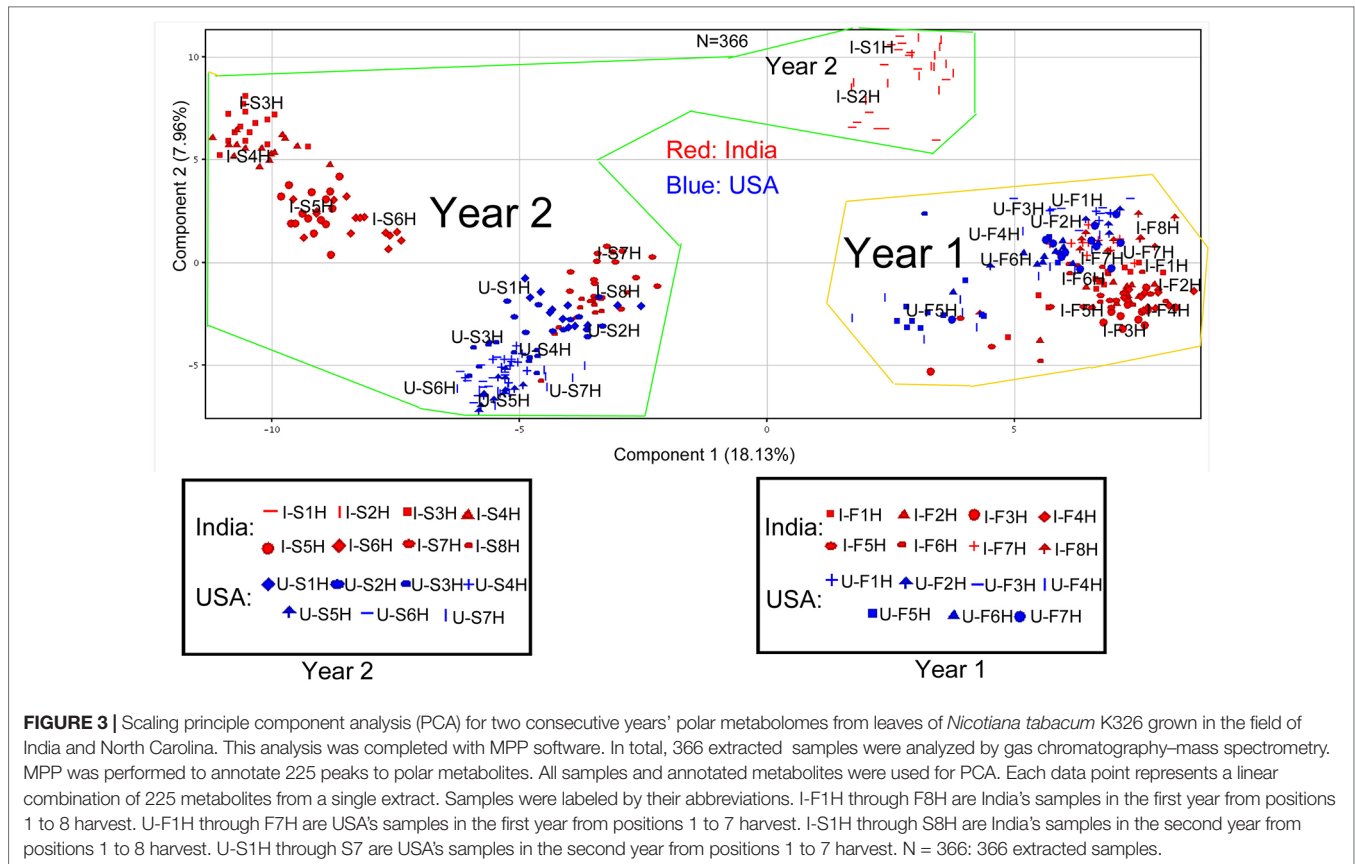 N=366
I-S1H
Year 2
I-S2H
I-S3H
I-S4H
I-S5H
I-S6H
Year 2
Red: India
Blue: USA
I-S7H
I-S8H
U-S1H
U-S2H
U-S3H
U-S4H
U-S6H
U-S5H
U-S7H
Year 1
U-F1H
U-F3H
U-F2H
U-F4H
U-F6H
U-F5H
I-F8H
U-F7H
I-F7H
I-F1H
I-F6H
I-F2H
I-F5H
I-F4H
I-F3H
10
5
0
-5
Component 2 (7.96%)
-10 -5 0 5
Component 1 (18.13%)
India: I-S1H I-S2H I-S3H I-S4H
I-S5H I-S6H I-S7H I-S8H
USA: U-S1H U-S2H U-S3H U-S4H
U-S5H U-S6H U-S7H
Year 2
India: I-F1H I-F2H I-F3H I-F4H
I-F5H I-F6H I-F7H I-F8H
USA: U-F1H U-F2H U-F3H U-F4H
U-F5H U-F6H U-F7H
Year 1
FIGURE 3 | Scaling principle component analysis (PCA) for two consecutive years' polar metabolomes from leaves of Nicotiana tabacum K326 grown in the field of
India and North Carolina. This analysis was completed with MPP software. In total, 366 extracted samples were analyzed by gas chromatography–mass spectrometry.
MPP was performed to annotate 225 peaks to polar metabolites. All samples and annotated metabolites were used for PCA. Each data point represents a linear
combination of 225 metabolites from a single extract. Samples were labeled by their abbreviations. I-F1H through F8H are India's samples in the first year from positions
1 to 8 harvest. U-F1H through F7H are USA's samples in the first year from positions 1 to 7 harvest. I-S1H through S8H are India's samples in the second year from
positions 1 to 8 harvest. U-S1H through S7 are USA's samples in the second year from positions 1 to 7 harvest. N = 366: 366 extracted samples.